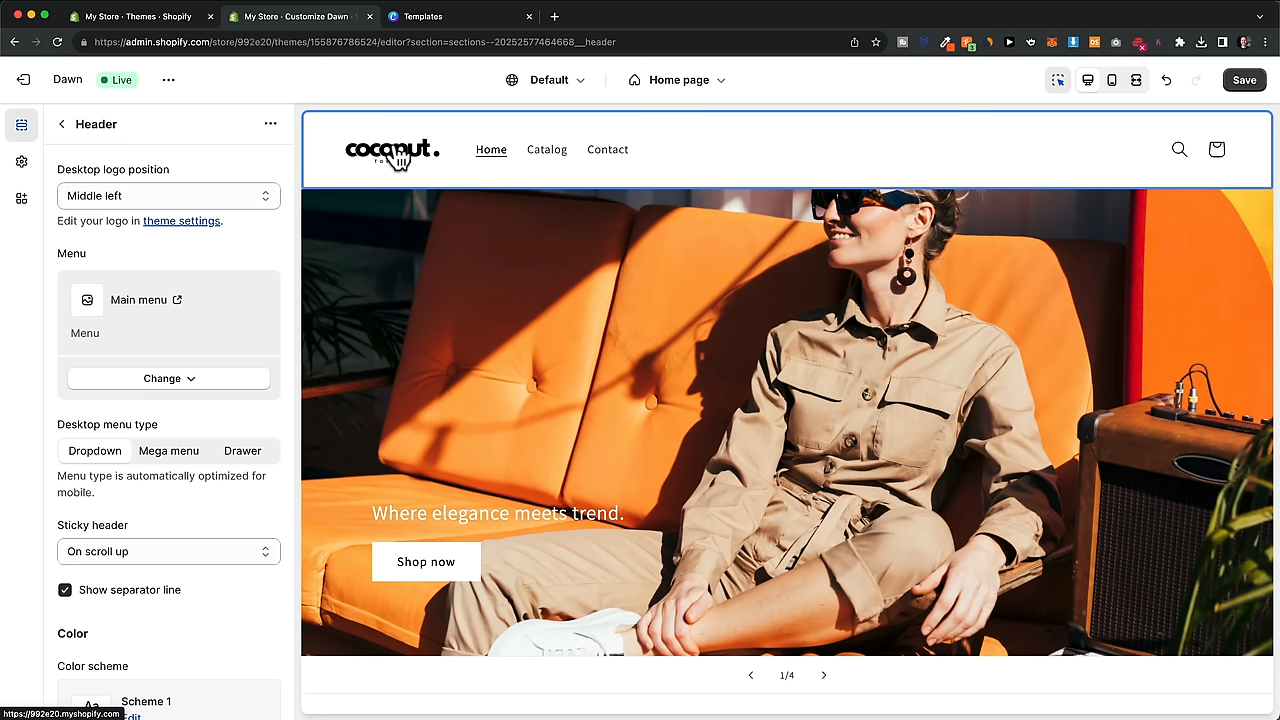 My Store · Themes · Shopify
My Store · Customize Dawn ·
Templates
https://admin.shopify.com/store/992e20/themes/155876786524/editor?section=sections--20252577464668__header
Dawn
Live
Default
Home page
Save
Header
Desktop logo position
Middle left
Edit your logo in theme settings.
Menu
Main menu
Menu
Change
Desktop menu type
Dropdown
Mega menu
Drawer
Menu type is automatically optimized for
mobile.
Sticky header
On scroll up
Show separator line
Color
Color scheme
Aa
Scheme 1
Edit
https://992e20.myshopify.com
coconut.
Home
Catalog
Contact
Where elegance meets trend.
Shop now
1/4